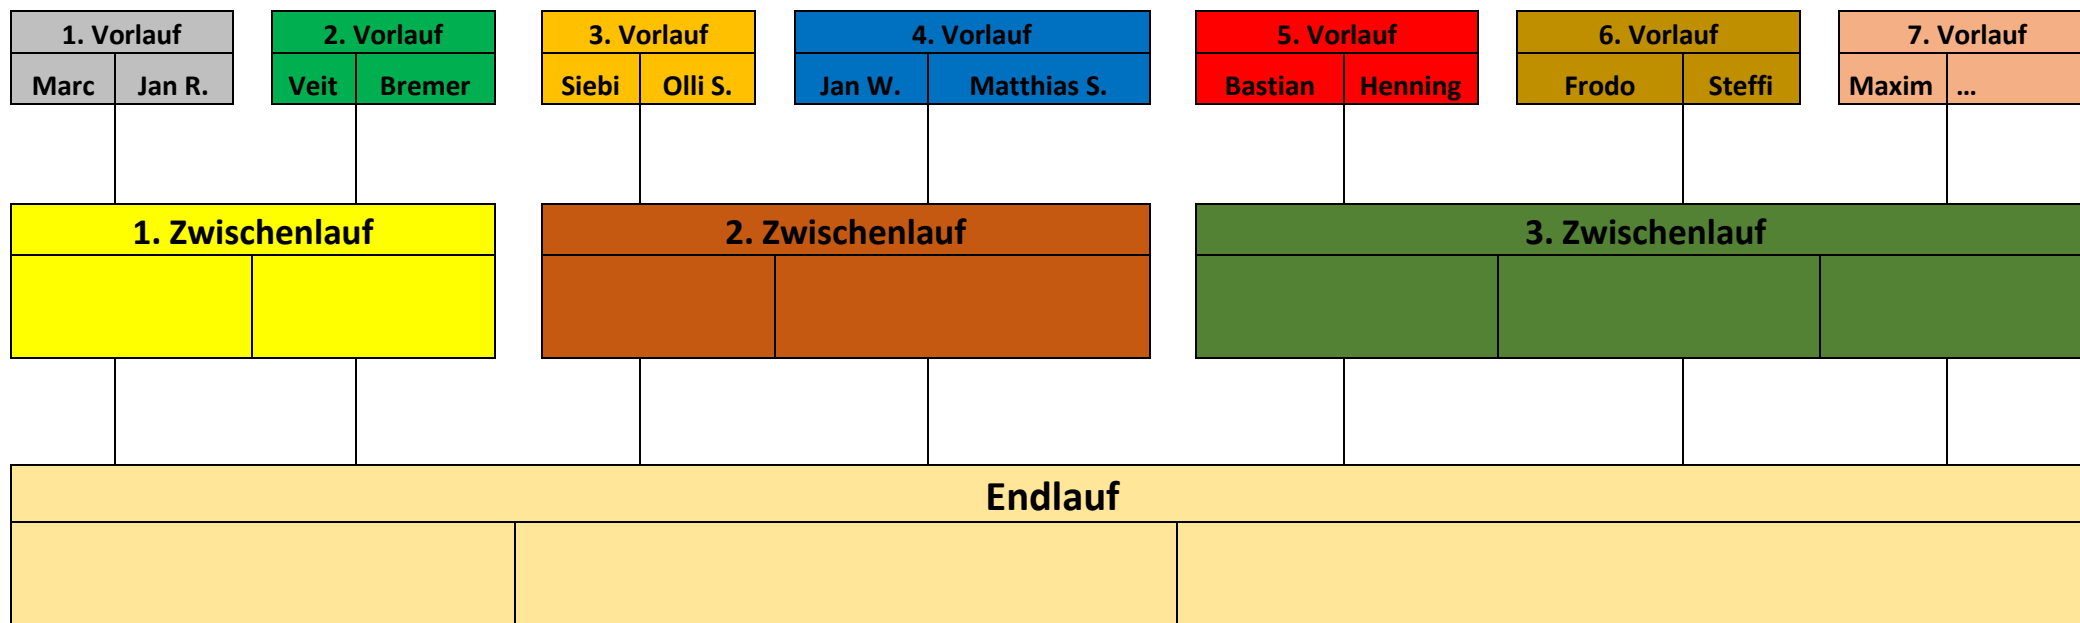 1. Vorlauf 2. Vorlauf 3. Vorlauf 4. Vorlauf 5. Vorlauf 6. Vorlauf 7. Vorlauf
Marc Jan R. Veit Bremer Siebi Olli S. Jan W. Matthias S. Bastian Henning Frodo Steffi Maxim ...
1. Zwischenlauf 2. Zwischenlauf 3. Zwischenlauf
Endlauf